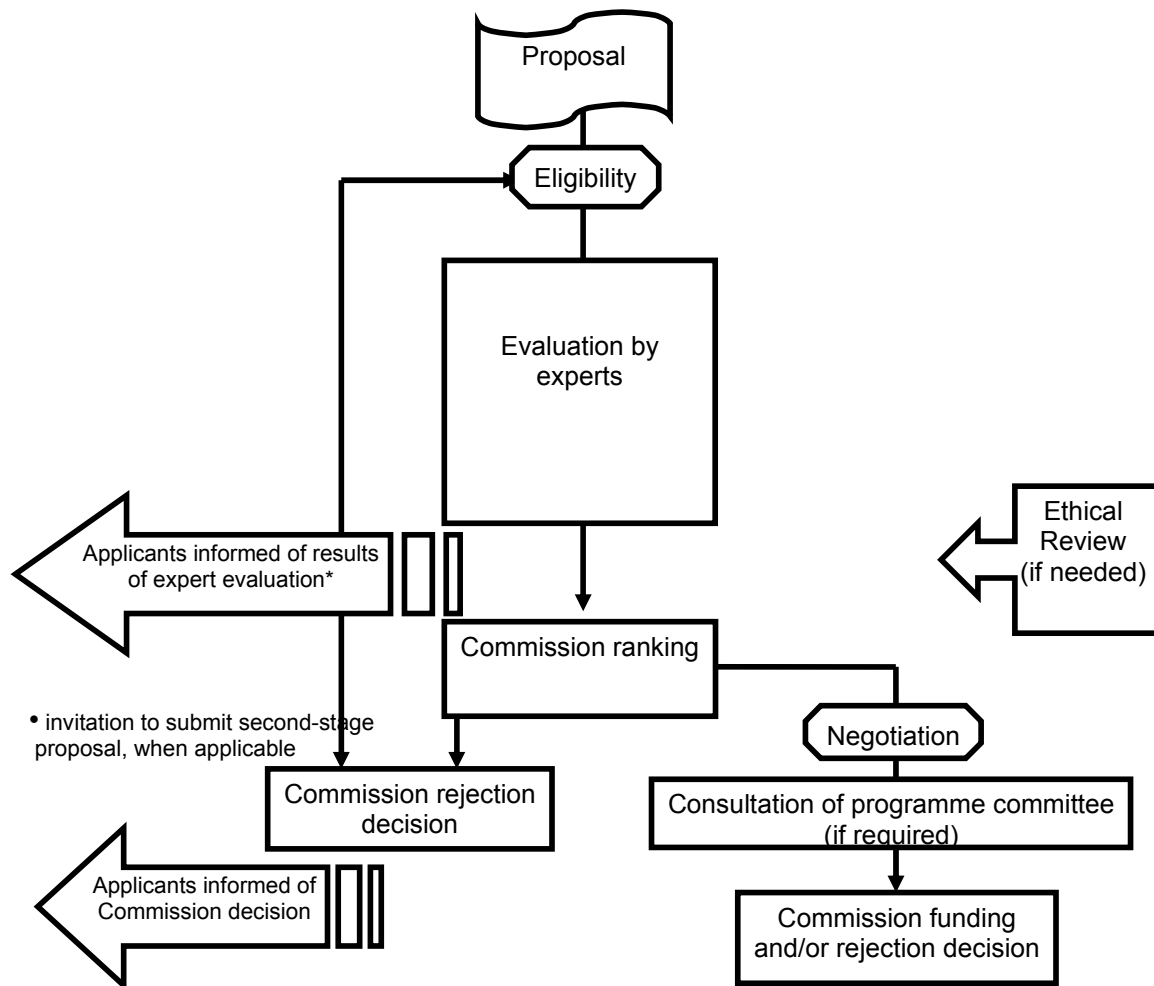 Proposal
Eligibility
Evaluation by
experts
Applicants informed of results
of expert evaluation*
Ethical
Review
(if needed)
Commission ranking
• invitation to submit second-stage
proposal, when applicable
Negotiation
Commission rejection
decision
Consultation of programme committee
(if required)
Applicants informed of
Commission decision
Commission funding
and/or rejection decision